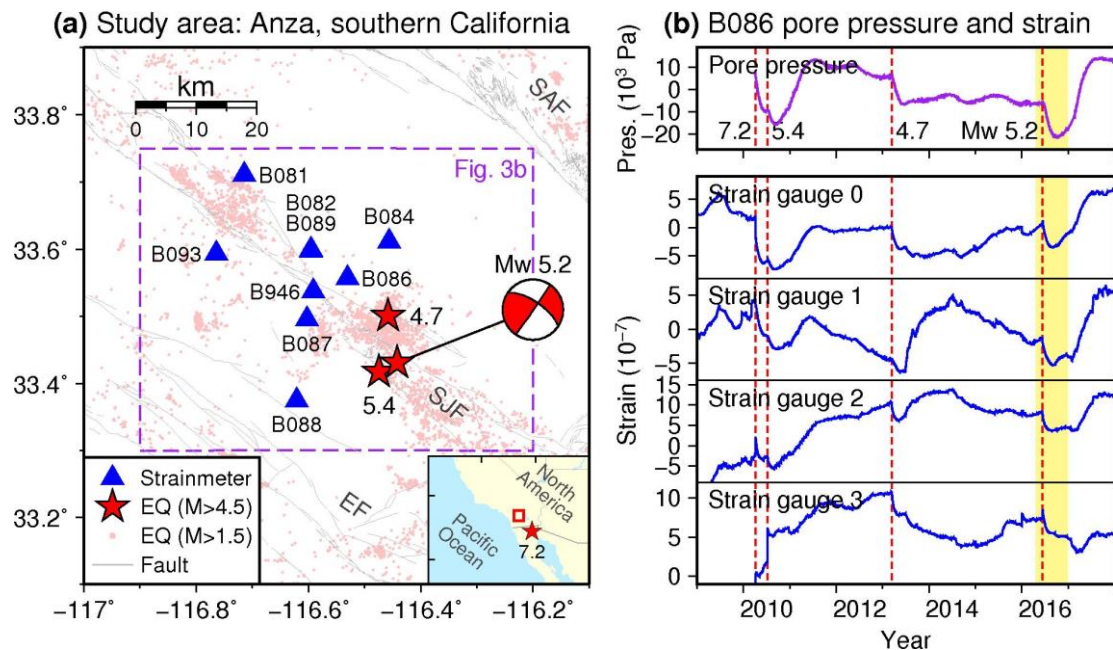 (a) Study area: Anza, southern California
km
0 10 20
33.8°
33.6°
33.4°
33.2°
−117° −116.8° −116.6° −116.4° −116.2°
SAF
Fig. 3b
B081
B082
B089
B084
B093
B086
Mw 5.2
B946
4.7
B087
5.4
SJF
B088
EF
Strainmeter
EQ (M>4.5)
EQ (M>1.5)
Fault
North
America
Pacific
Ocean
7.2
(b) B086 pore pressure and strain
Pore pressure
Pres. (10³ Pa)
10
0
−10
−20
7.2 5.4 4.7 Mw 5.2
Strain (10⁻⁷)
Strain gauge 0
5
0
−5
Strain gauge 1
5
0
−5
Strain gauge 2
15
10
5
0
−5
Strain gauge 3
10
5
0
2010 2012 2014 2016
Year